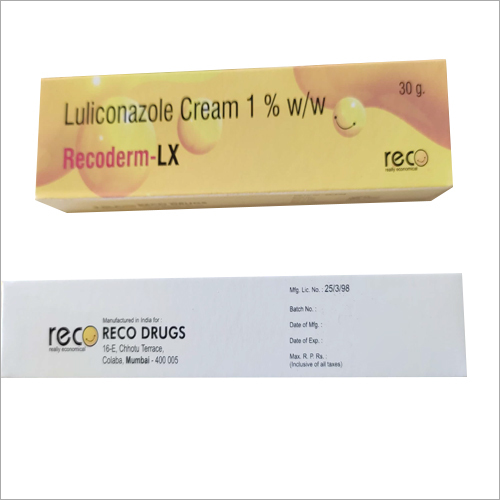 Luliconazole Cream 1 % w/w
30 g.
Recoderm-LX
reco
really economical
reco
really economical
Manufactured in India for :
RECO DRUGS
16-E, Chhotu Terrace,
Colaba, Mumbai - 400 005
Mfg. Lic. No. : 25/3/98
Batch No. :
Date of Mfg. :
Date of Exp. :
Max. R. P. Rs. :
(Inclusive of all taxes)